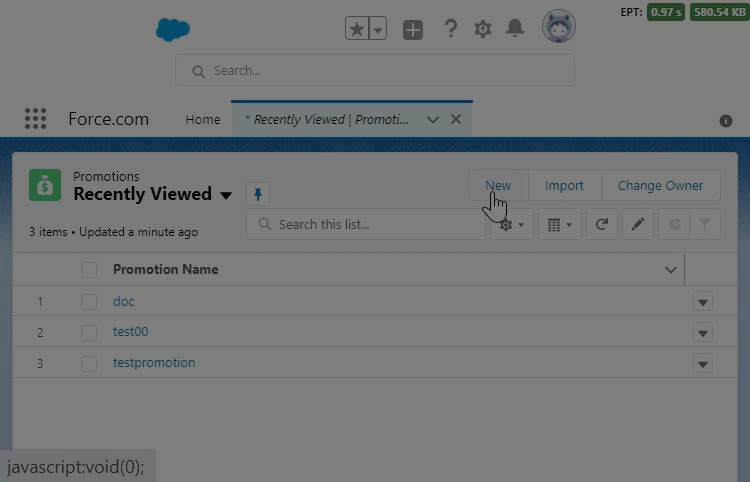 EPT: 0.97 s 580.54 KB
Search...
Force.com Home * Recently Viewed | Promoti...
Promotions
Recently Viewed
New Import Change Owner
3 items • Updated a minute ago
Search this list...
Promotion Name
1 doc
2 test00
3 testpromotion
javascript:void(0);